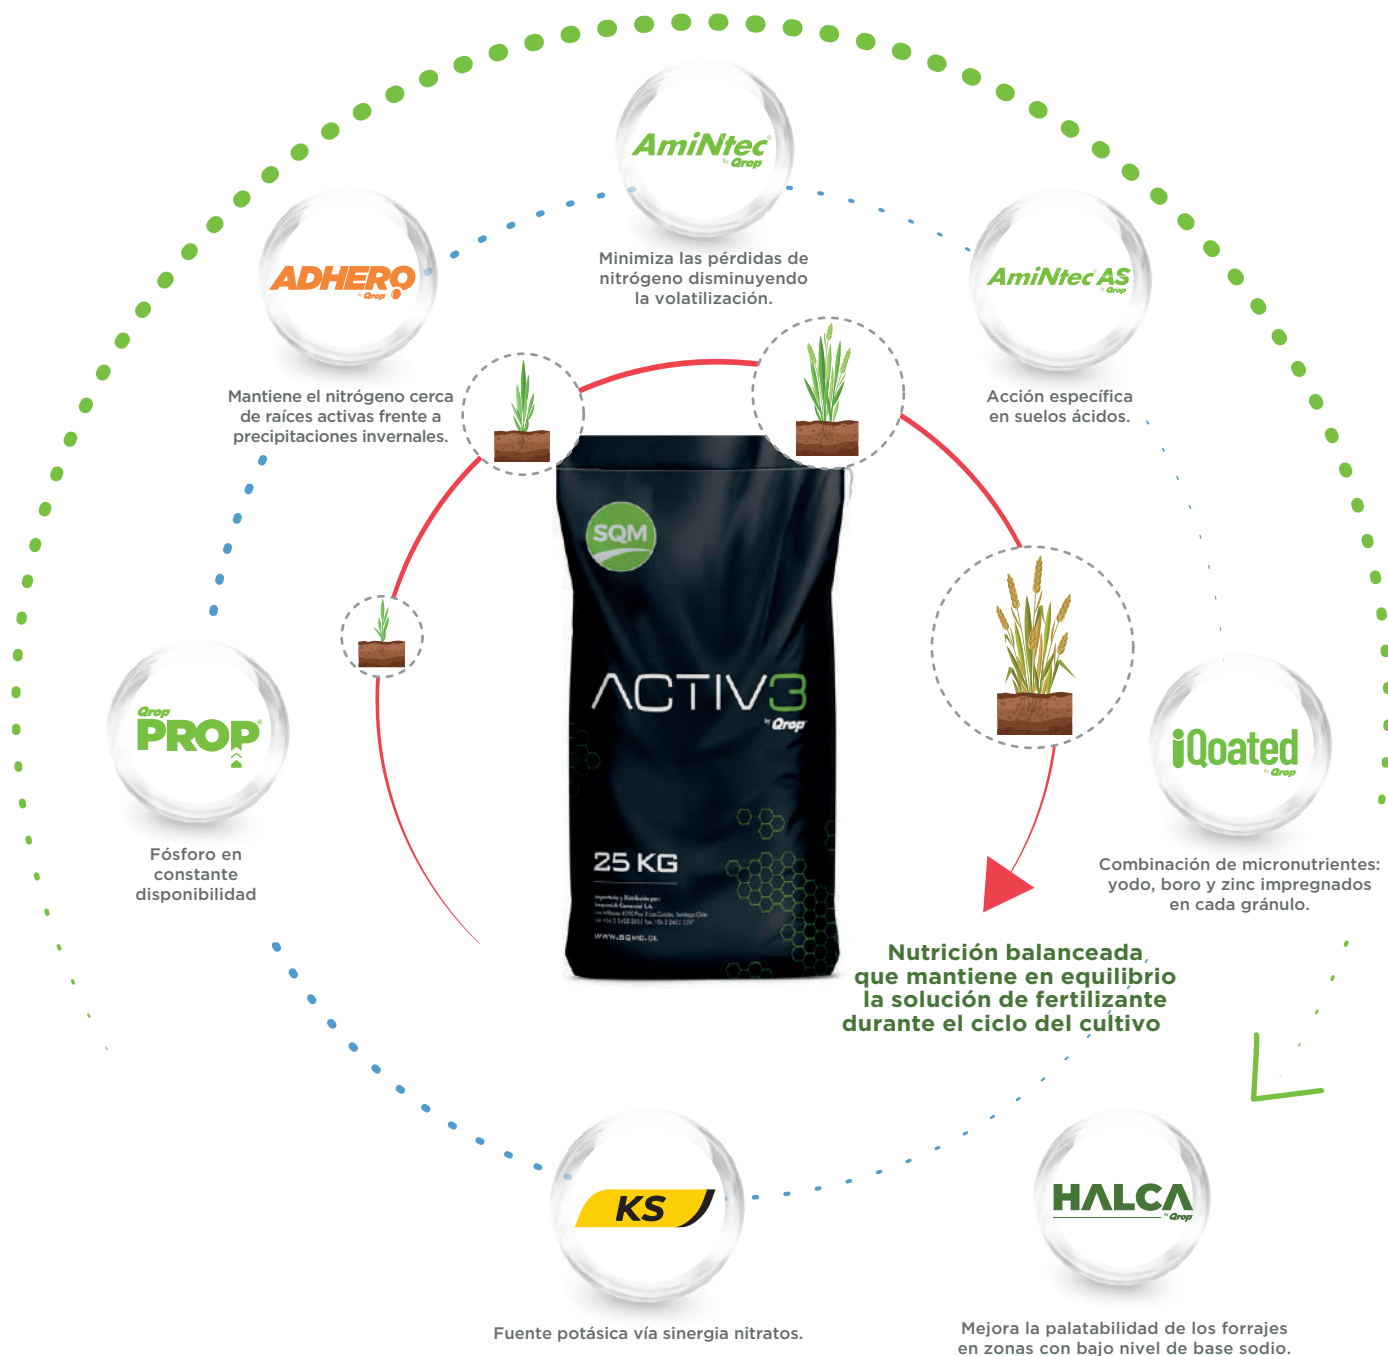 AmiNtec®
by Qrop
Minimiza las pérdidas de
nitrógeno disminuyendo
la volatilización.
ADHERO
by Qrop
Mantiene el nitrógeno cerca
de raíces activas frente a
precipitaciones invernales.
AmiNtec® AS
by Qrop
Acción específica
en suelos ácidos.
SQM
ACTIV3
by Qrop
25 KG
Importado y Distribuido por:
Soquimich Comercial S.A.
WWW.SQMC.CL
Qrop
PROP®
Fósforo en
constante
disponibilidad
iQoated
by Qrop
Combinación de micronutrientes:
yodo, boro y zinc impregnados
en cada gránulo.
Nutrición balanceada
que mantiene en equilibrio
la solución de fertilizante
durante el ciclo del cultivo
KS
Fuente potásica vía sinergia nitratos.
HALCA
by Qrop
Mejora la palatabilidad de los forrajes
en zonas con bajo nivel de base sodio.